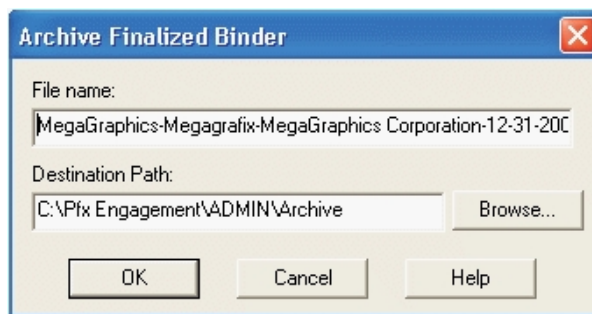 Archive Finalized Binder
File name:
MegaGraphics-Megagrafix-MegaGraphics Corporation-12-31-200
Destination Path:
C:\Pfx Engagement\ADMIN\Archive
Browse...
OK
Cancel
Help